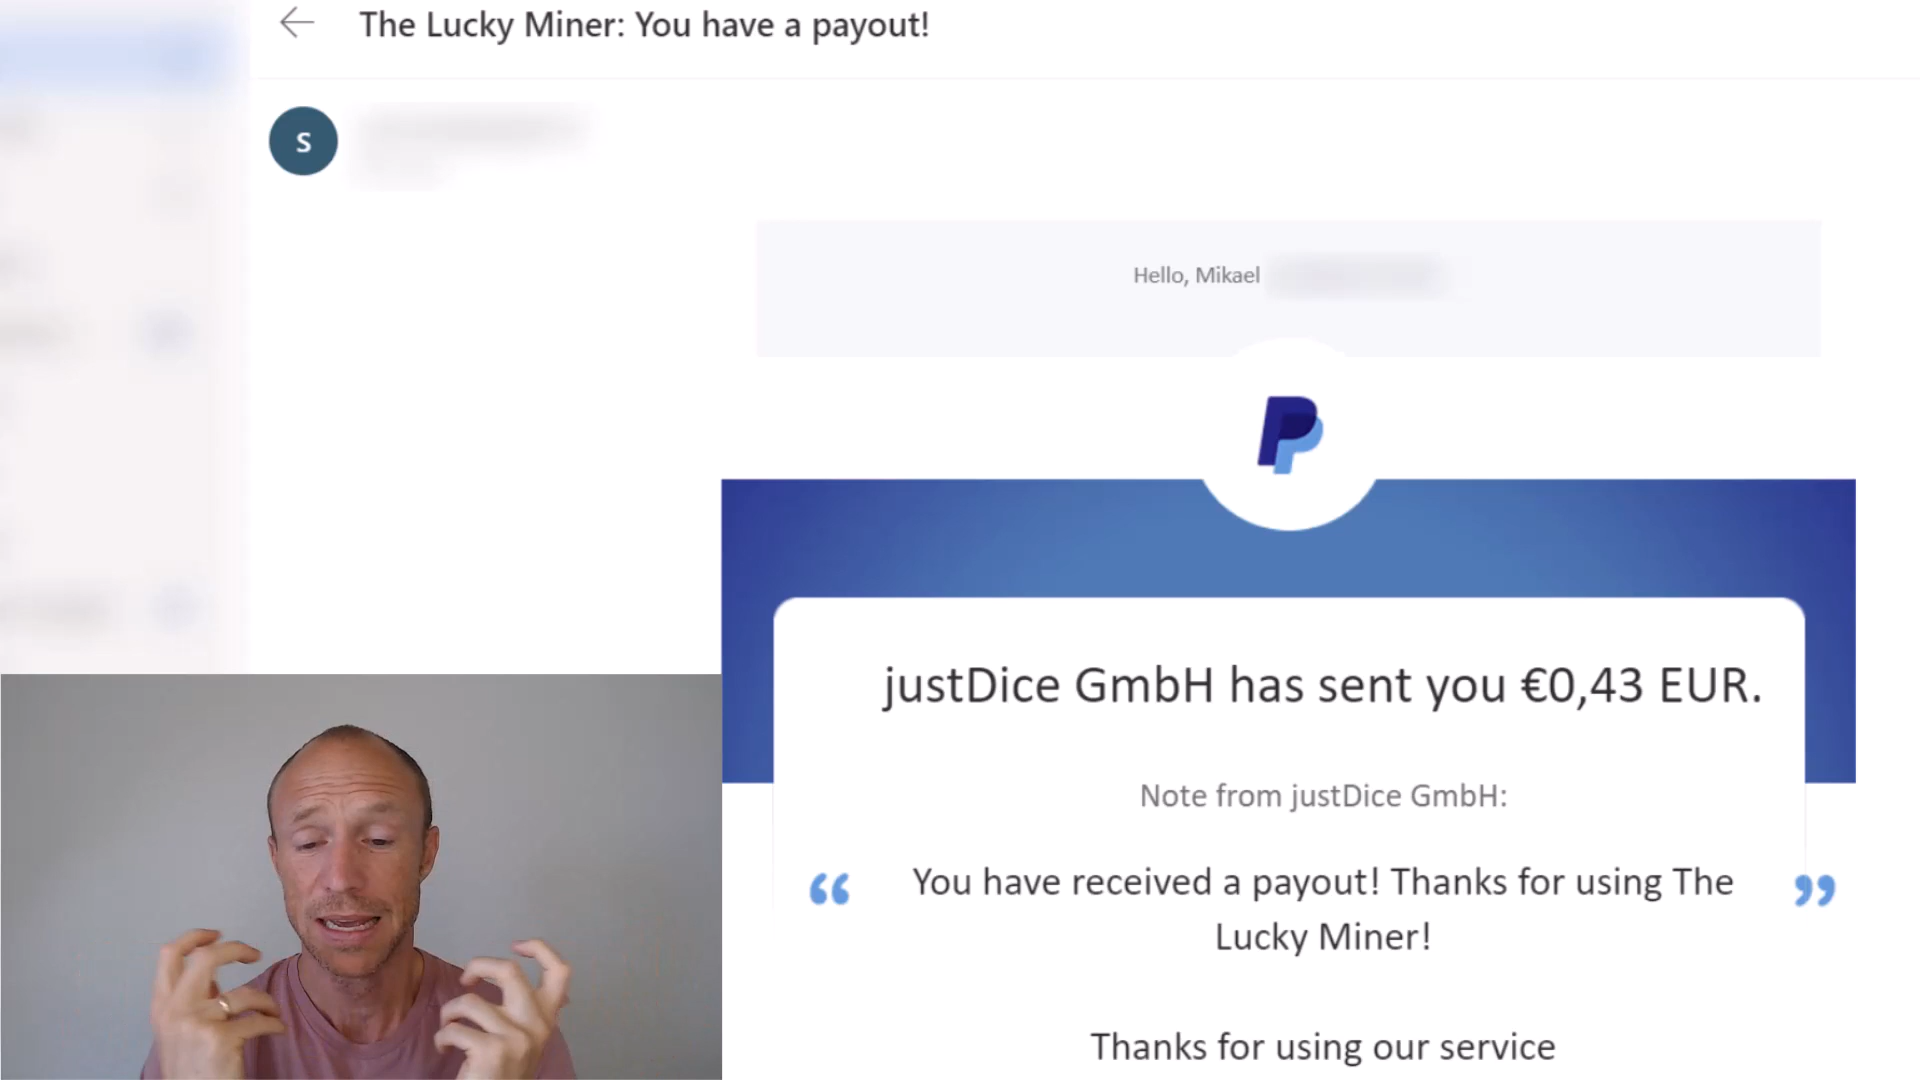 The Lucky Miner: You have a payout!
S
Hello, Mikael
justDice GmbH has sent you €0,43 EUR.
Note from justDice GmbH:
“ You have received a payout! Thanks for using The ”
Lucky Miner!
Thanks for using our service